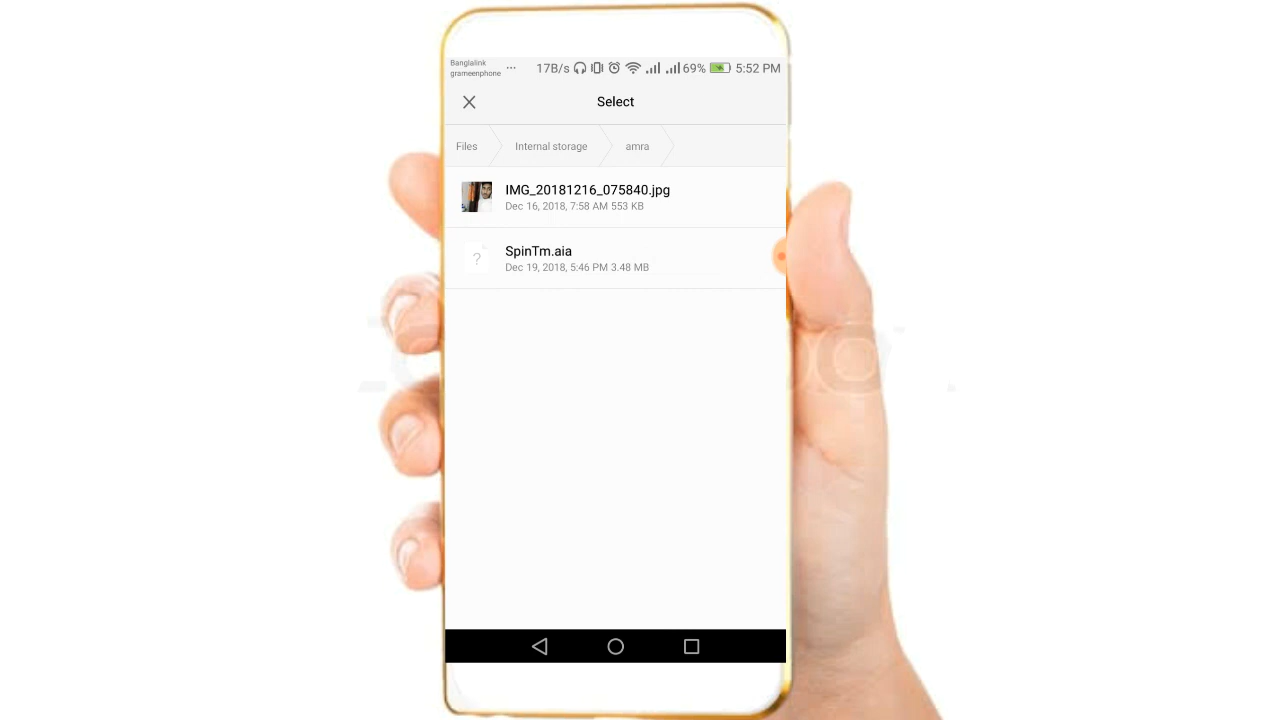 Banglalink
grameenphone ... 17B/s 69% 5:52 PM
Select
Files Internal storage amra
IMG_20181216_075840.jpg
Dec 16, 2018, 7:58 AM 553 KB
SpinTm.aia
Dec 19, 2018, 5:46 PM 3.48 MB
?